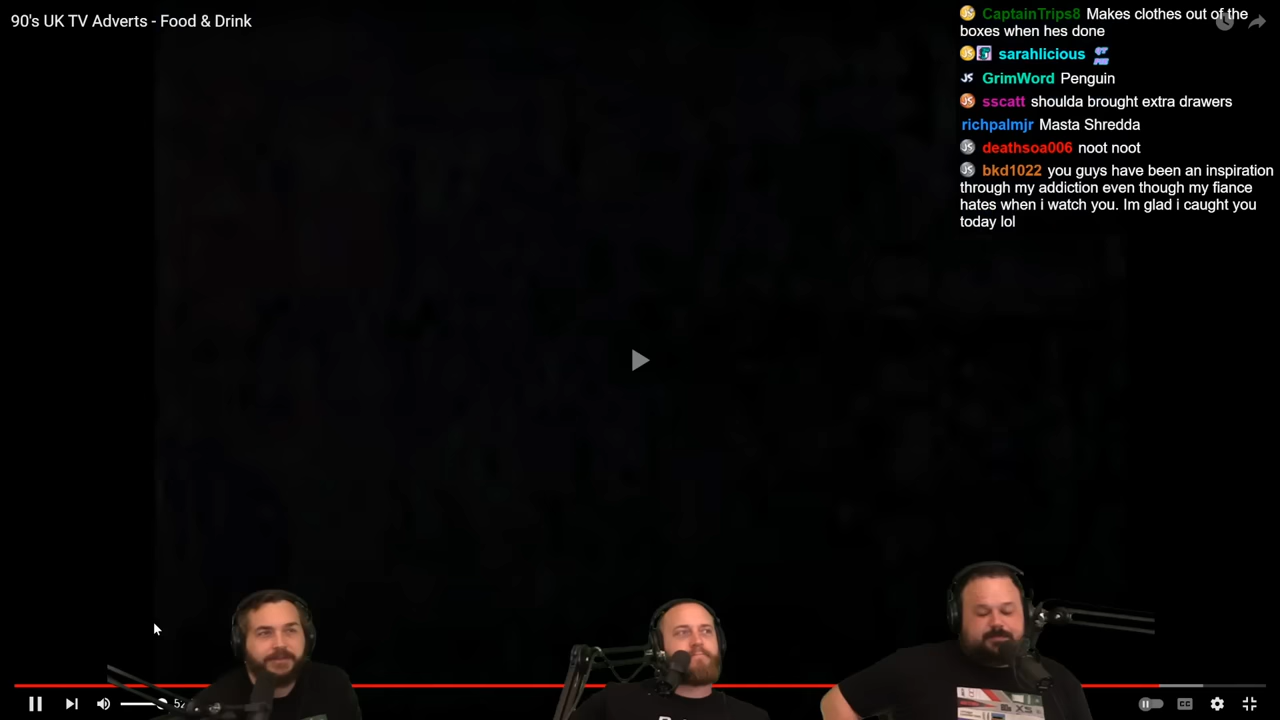 90's UK TV Adverts - Food & Drink
CaptainTrips8 Makes clothes out of the
boxes when hes done
sarahlicious
GrimWord Penguin
sscatt shoulda brought extra drawers
richpalmjr Masta Shredda
deathsoa006 noot noot
bkd1022 you guys have been an inspiration
through my addiction even though my fiance
hates when i watch you. Im glad i caught you
today lol
CC